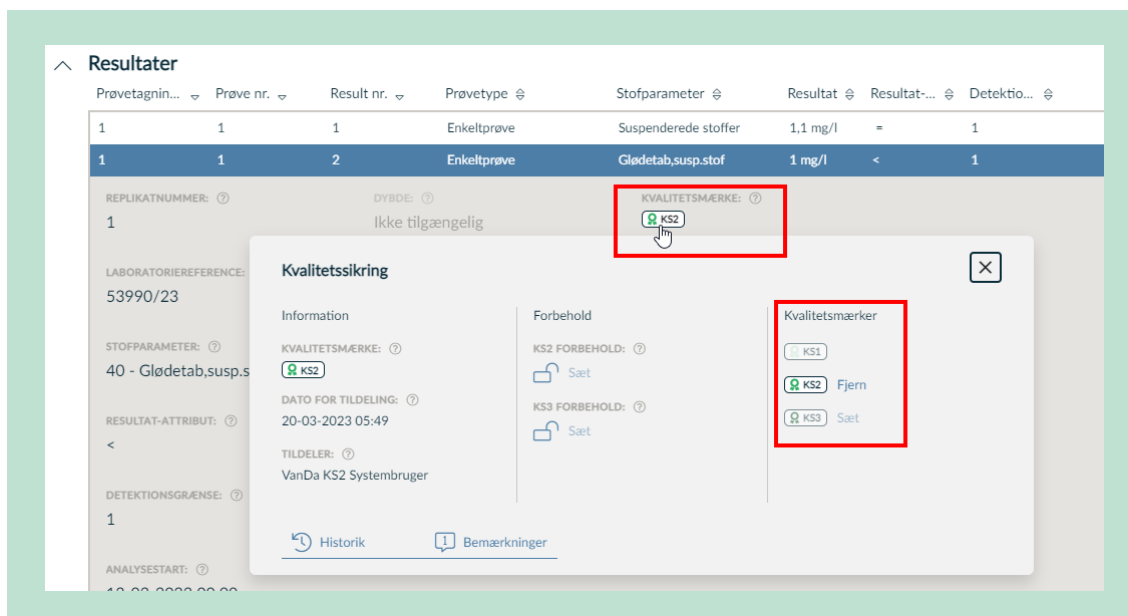 Resultater
Prøvetagnin... Prøve nr. Result nr. Prøvetype Stofparameter Resultat Resultat-... Detektio...
1 1 1 Enkeltprøve Suspenderede stoffer 1,1 mg/l = 1
1 1 2 Enkeltprøve Glødetab,susp.stof 1 mg/l < 1
REPLIKATNUMMER: DYBDE: KVALITETSMÆRKE:
1 Ikke tilgængelig KS2
LABORATORIEREFERENCE:
53990/23
STOFPARAMETER:
40 - Glødetab,susp.s
RESULTAT-ATTRIBUT:
<
DETEKTIONSGRÆNSE:
1
ANALYSESTART:
Kvalitetssikring
Information
KVALITETSMÆRKE:
KS2
DATO FOR TILDELING:
20-03-2023 05:49
TILDELER:
VanDa KS2 Systembruger
Forbehold
KS2 FORBEHOLD:
Sæt
KS3 FORBEHOLD:
Sæt
Kvalitetsmærker
KS1
KS2 Fjern
KS3 Sæt
Historik 1 Bemærkninger